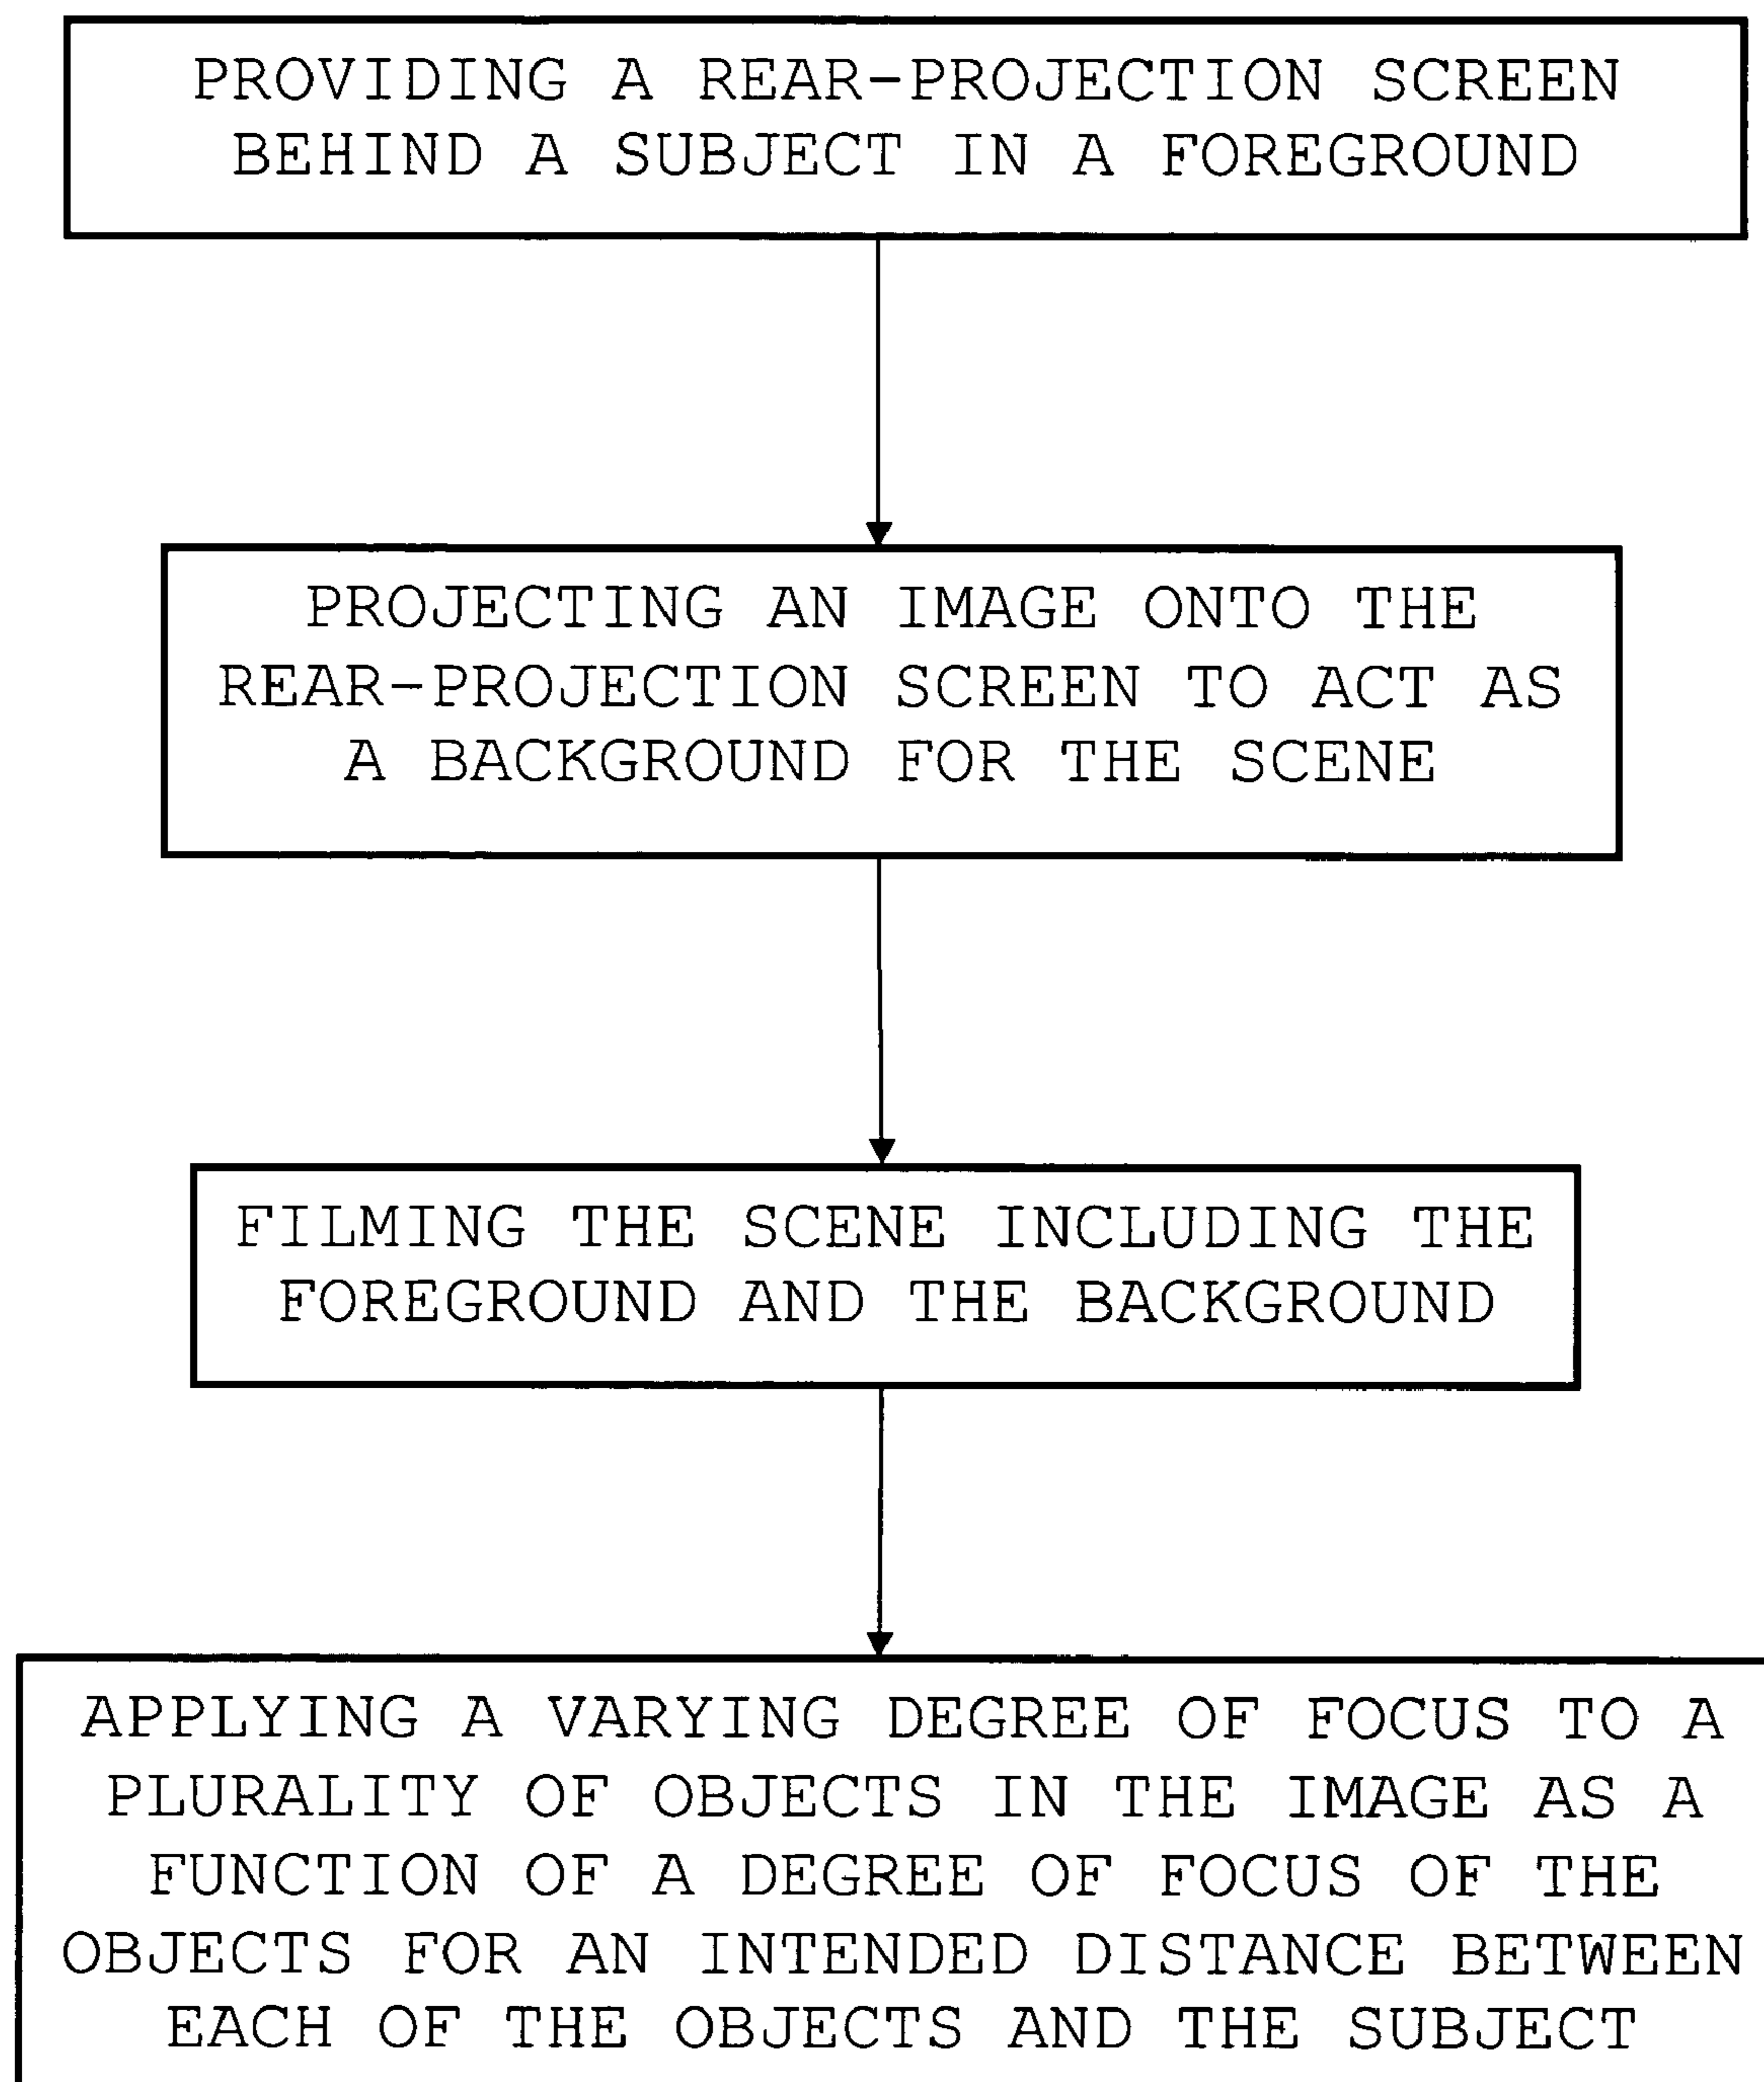 PROVIDING A REAR-PROJECTION SCREEN
BEHIND A SUBJECT IN A FOREGROUND
PROJECTING AN IMAGE ONTO THE
REAR-PROJECTION SCREEN TO ACT AS
A BACKGROUND FOR THE SCENE
FILMING THE SCENE INCLUDING THE
FOREGROUND AND THE BACKGROUND
APPLYING A VARYING DEGREE OF FOCUS TO A
PLURALITY OF OBJECTS IN THE IMAGE AS A
FUNCTION OF A DEGREE OF FOCUS OF THE
OBJECTS FOR AN INTENDED DISTANCE BETWEEN
EACH OF THE OBJECTS AND THE SUBJECT